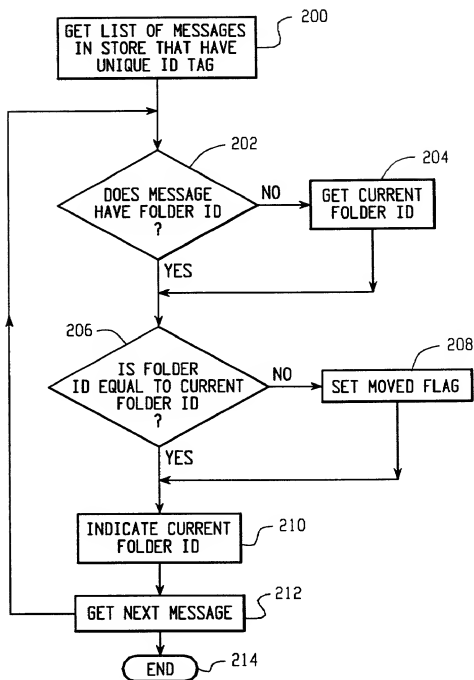 GET LIST OF MESSAGES
IN STORE THAT HAVE
UNIQUE ID TAG
200
202
DOES MESSAGE
HAVE FOLDER ID
?
NO
204
GET CURRENT
FOLDER ID
YES
206
IS FOLDER
ID EQUAL TO CURRENT
FOLDER ID
?
NO
208
SET MOVED FLAG
YES
INDICATE CURRENT
FOLDER ID
210
GET NEXT MESSAGE
212
END
214